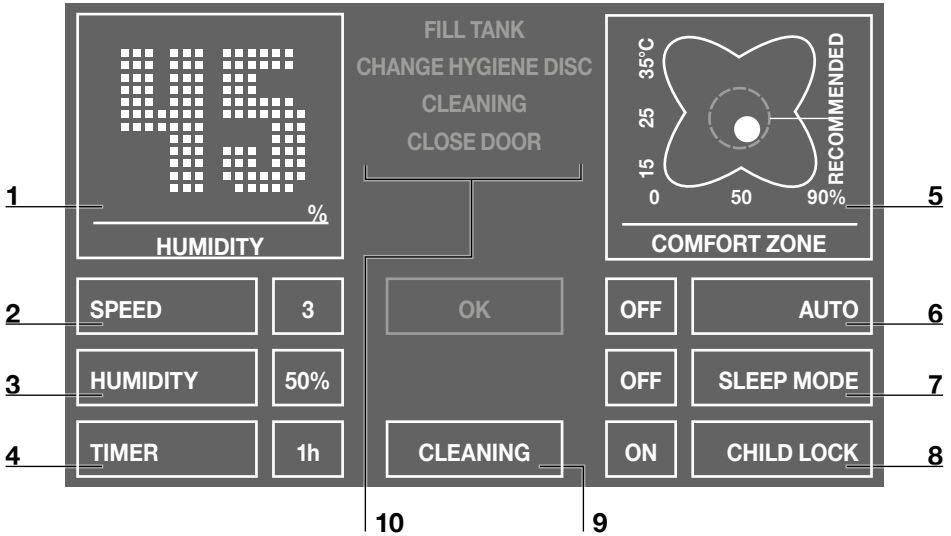 45
%
HUMIDITY
FILL TANK
CHANGE HYGIENE DISC
CLEANING
CLOSE DOOR
35°C
25
15
0 50 90%
RECOMMENDED
COMFORT ZONE
1
5
2 SPEED 3 OK OFF AUTO 6
3 HUMIDITY 50% OFF SLEEP MODE 7
4 TIMER 1h CLEANING ON CHILD LOCK 8
10 9